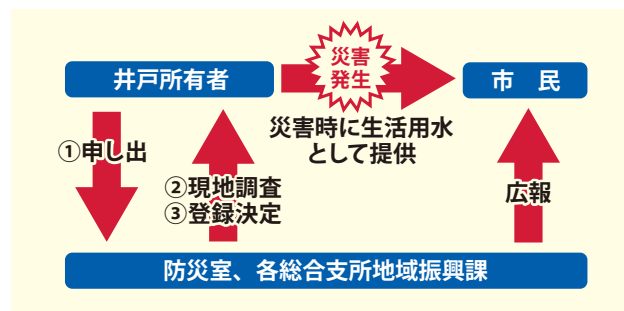 災害
発生
井戸所有者
市　民
災害時に生活用水
として提供
①申し出
②現地調査
③登録決定
広報
防災室、各総合支所地域振興課